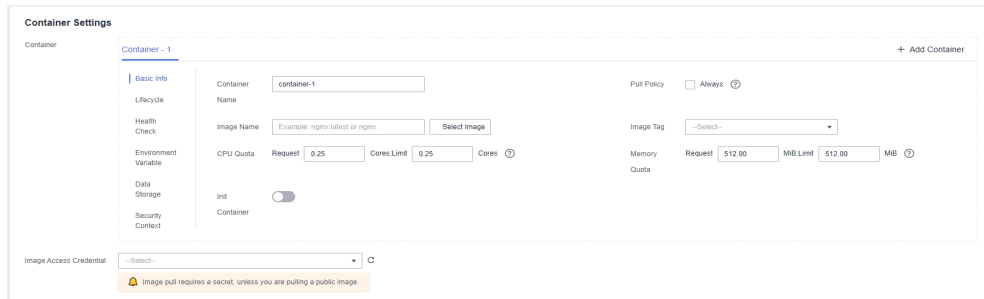 Container Settings
Container
Container - 1
+ Add Container
Basic Info
Lifecycle
Health
Check
Environment
Variable
Data
Storage
Security
Context
Container
Name
container-1
Pull Policy
Always ?
Image Name
Example: nginx:latest or nginx
Select Image
Image Tag
--Select--
CPU Quota
Request 0.25 Cores;Limit 0.25 Cores ?
Memory
Quota
Request 512.00 MiB;Limit 512.00 MiB ?
Init
Container
Image Access Credential
--Select--
Image pull requires a secret, unless you are pulling a public image.